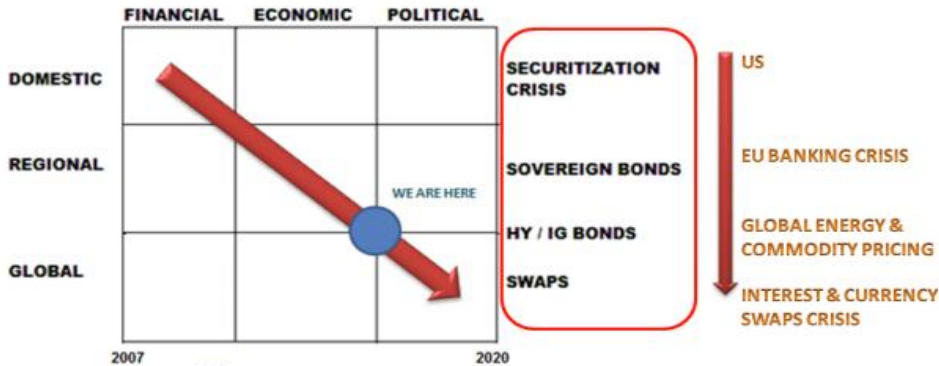 FINANCIAL ECONOMIC POLITICAL
DOMESTIC
SECURITIZATION
CRISIS
US
REGIONAL
SOVEREIGN BONDS
EU BANKING CRISIS
WE ARE HERE
HY / IG BONDS
GLOBAL ENERGY &
COMMODITY PRICING
GLOBAL
SWAPS
INTEREST & CURRENCY
SWAPS CRISIS
2007 2020